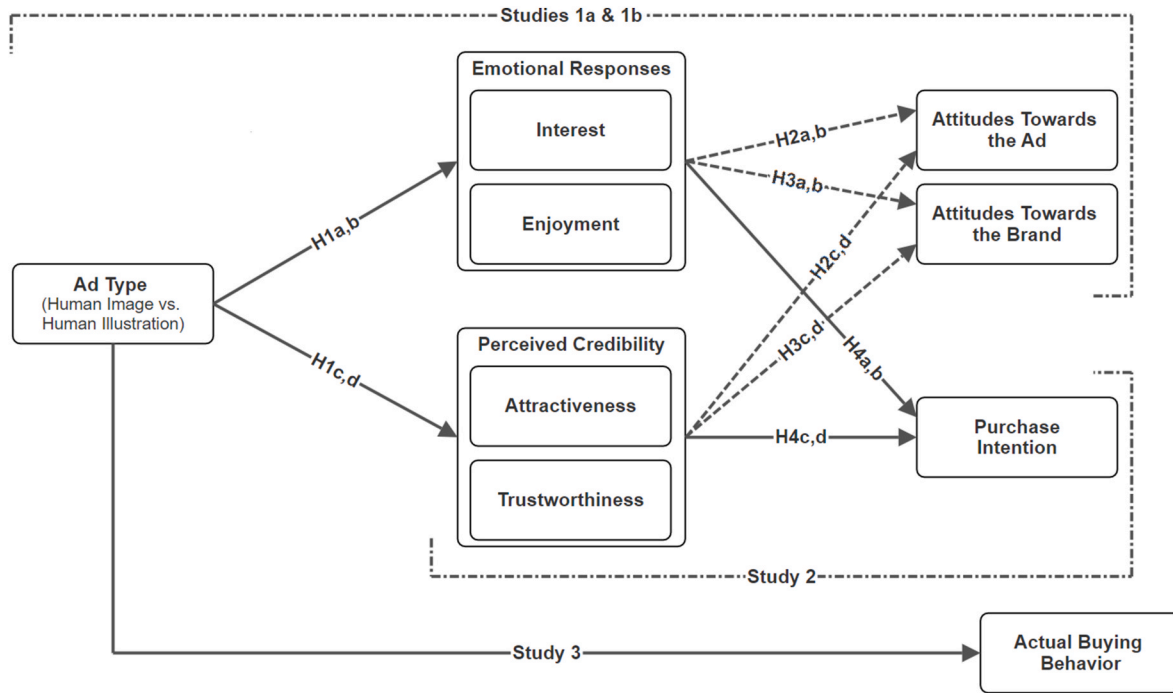 Studies 1a & 1b
Emotional Responses
Interest
Enjoyment
H1a,b
H2a,b
H3a,b
Attitudes Towards
the Ad
Attitudes Towards
the Brand
Ad Type
(Human Image vs.
Human Illustration)
H2c,d
H3c,d
H4a,b
H1c,d
Perceived Credibility
Attractiveness
Trustworthiness
H4c,d
Purchase
Intention
Study 2
Study 3
Actual Buying
Behavior